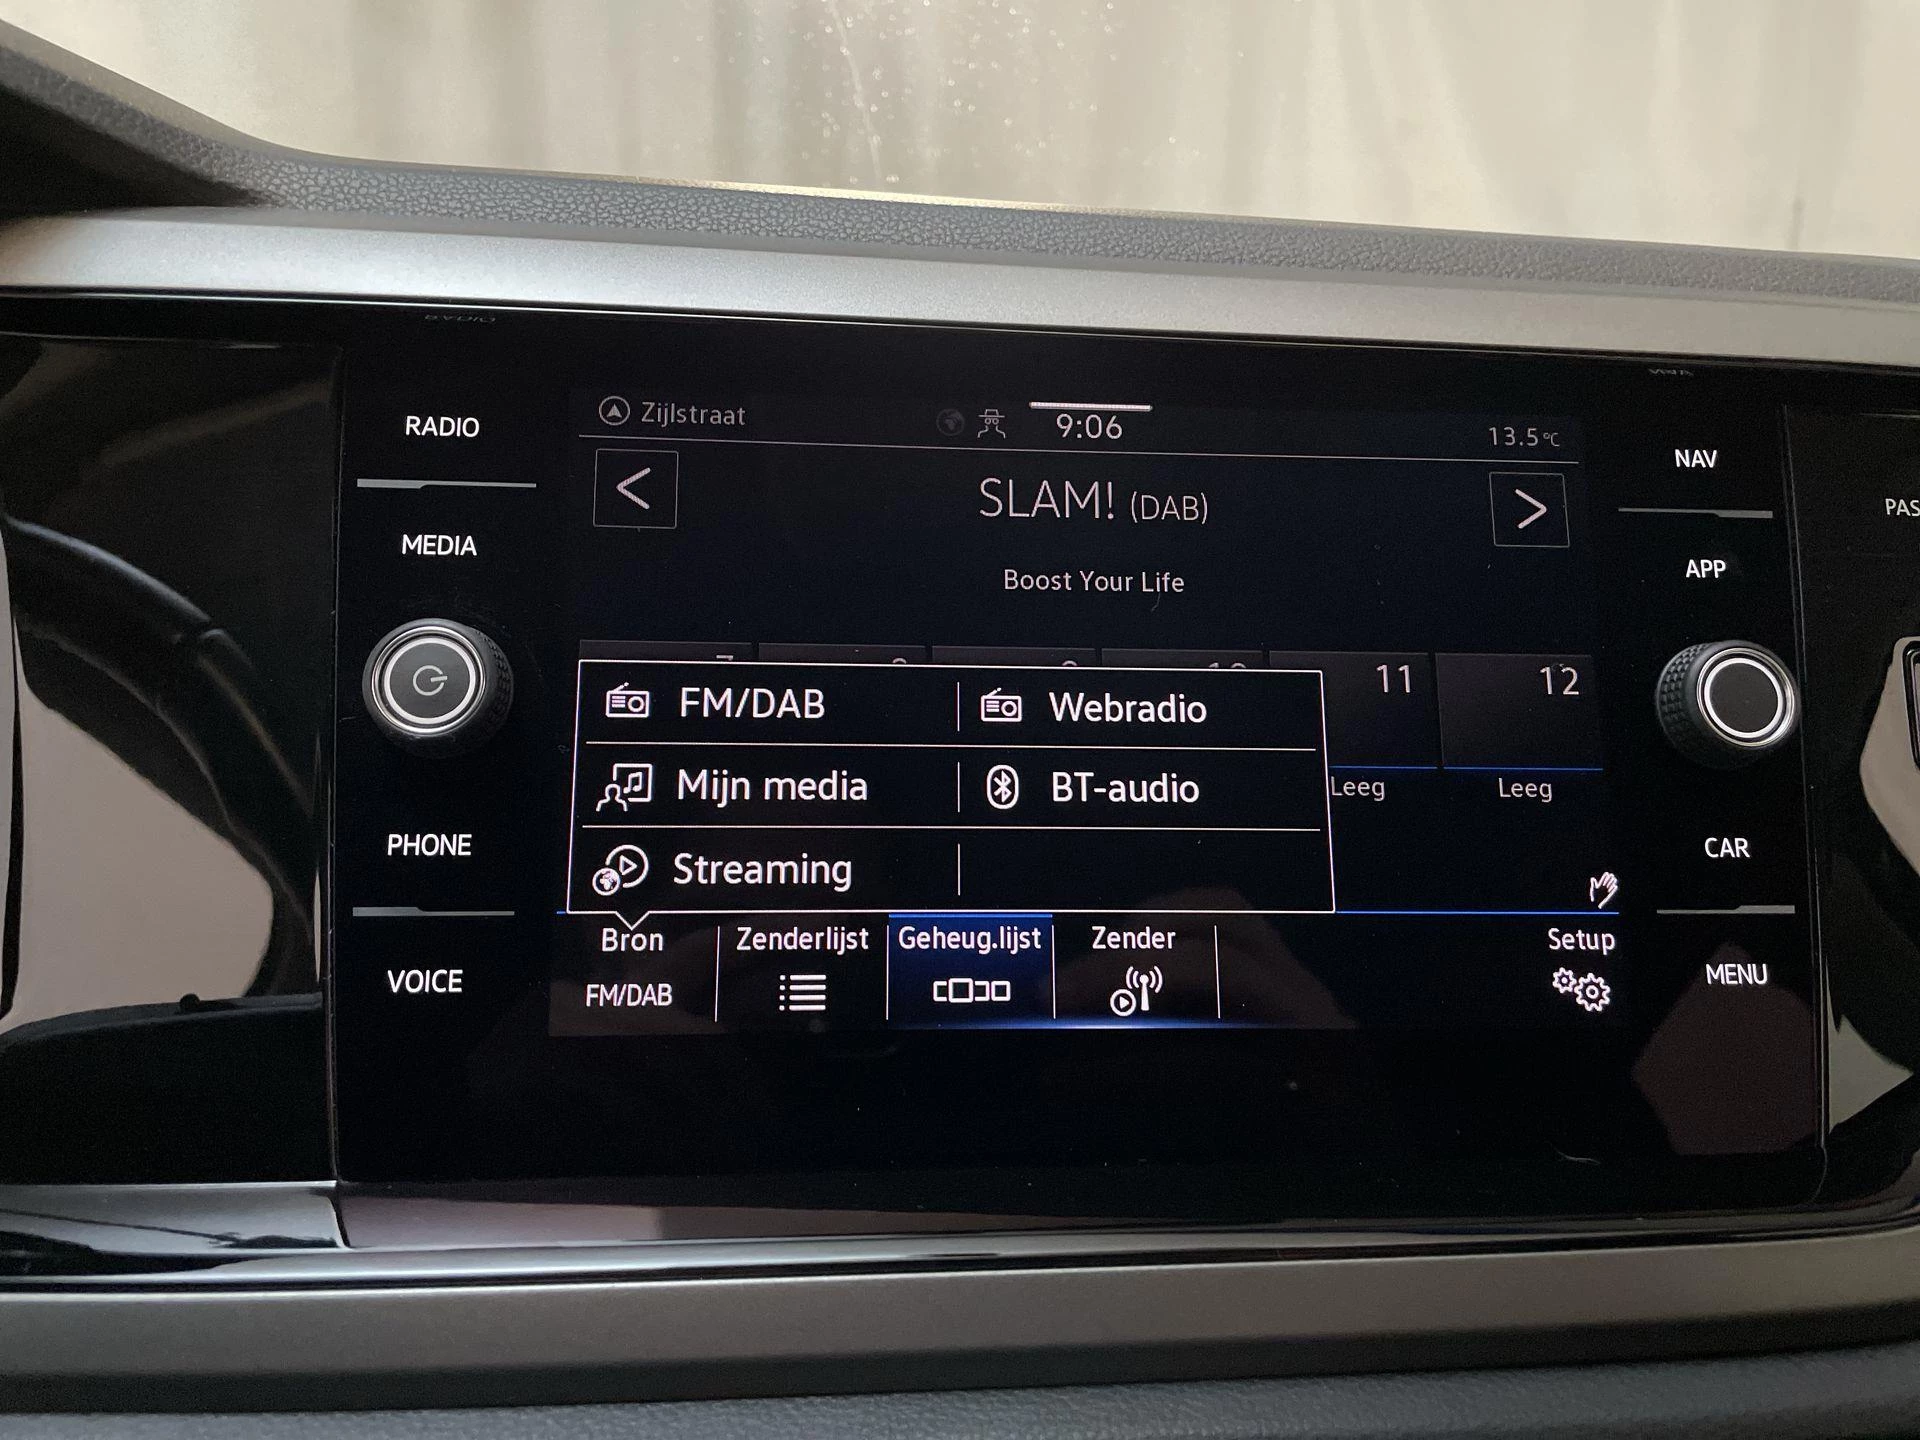 RADIO
MEDIA
PHONE
VOICE
Zijlstraat
9:06
13.5°C
<
SLAM! (DAB)
>
Boost Your Life
11
12
Leeg
Leeg
FM/DAB
Webradio
Mijn media
BT-audio
Streaming
Bron
FM/DAB
Zenderlijst
Geheug.lijst
Zender
Setup
NAV
APP
CAR
MENU
PAS